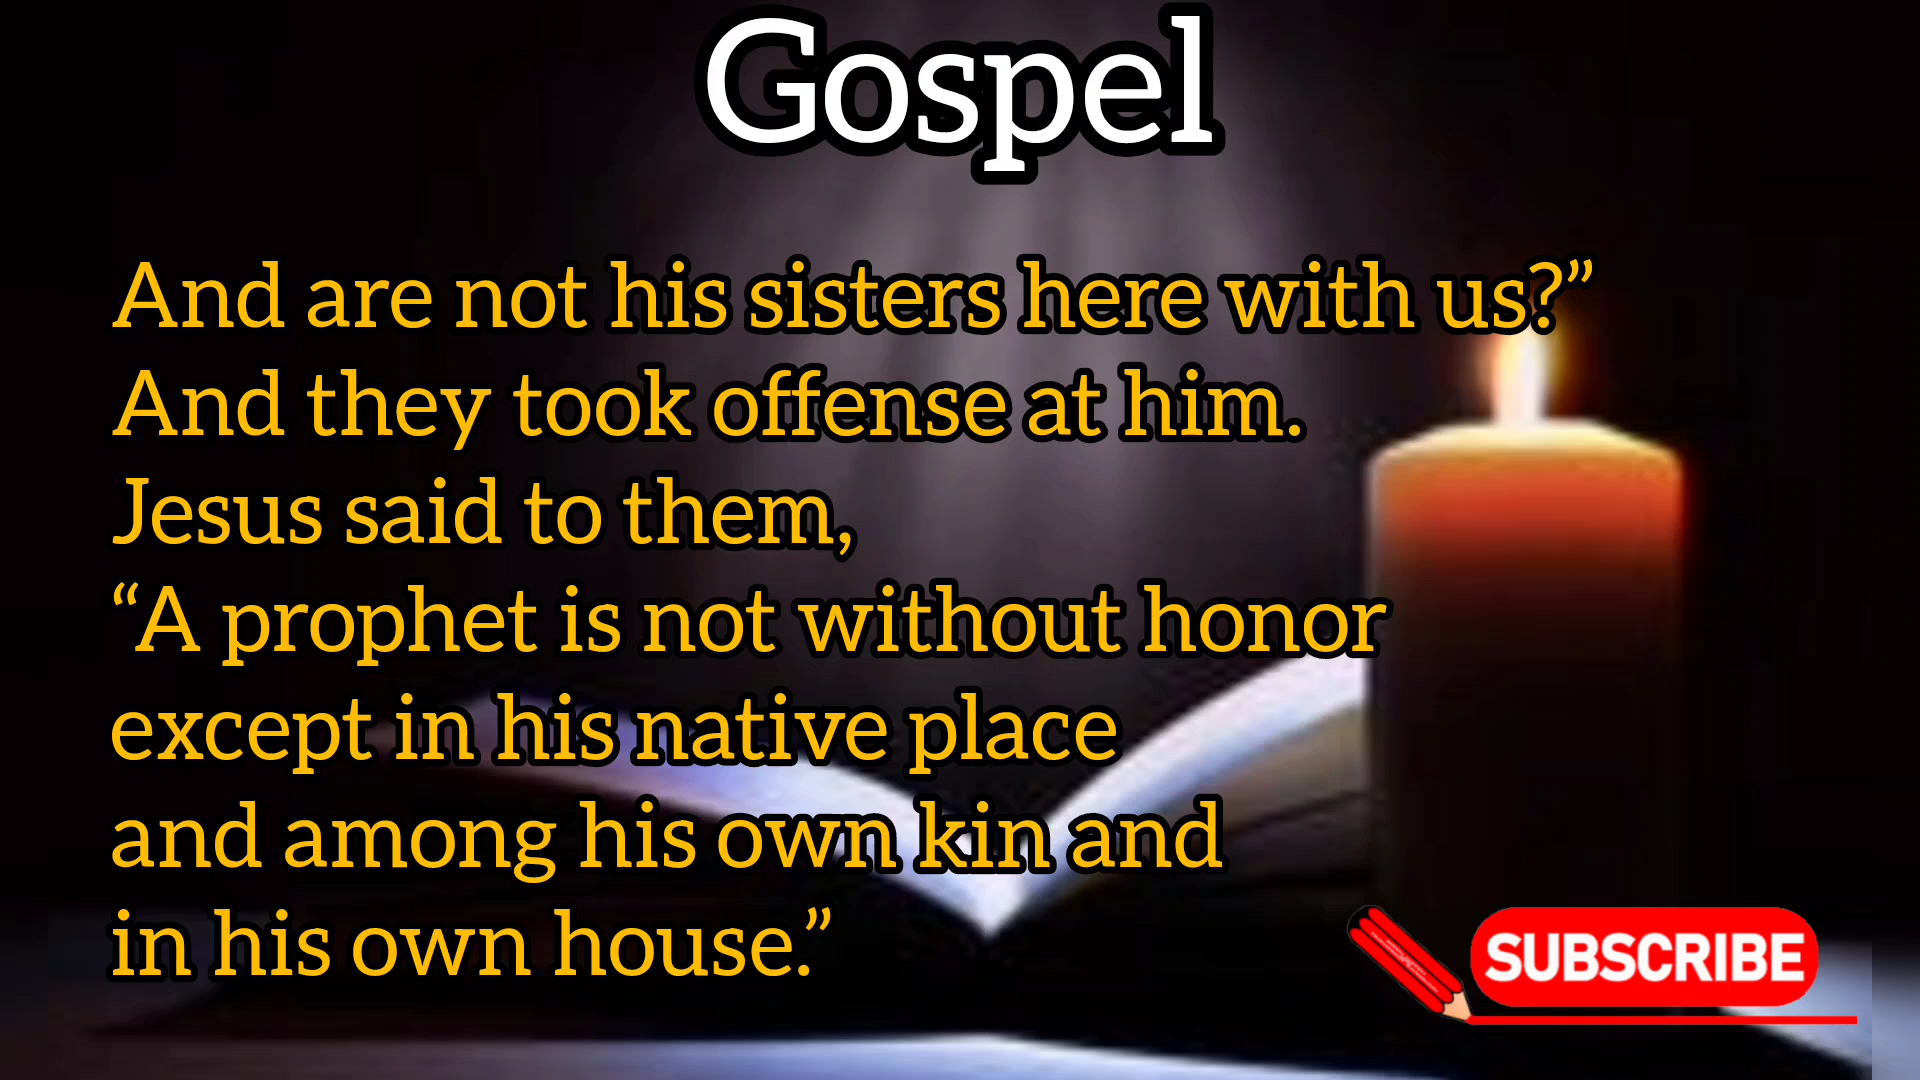 Gospel
And are not his sisters here with us?”
And they took offense at him.
Jesus said to them,
“A prophet is not without honor
except in his native place
and among his own kin and
in his own house.”
SUBSCRIBE